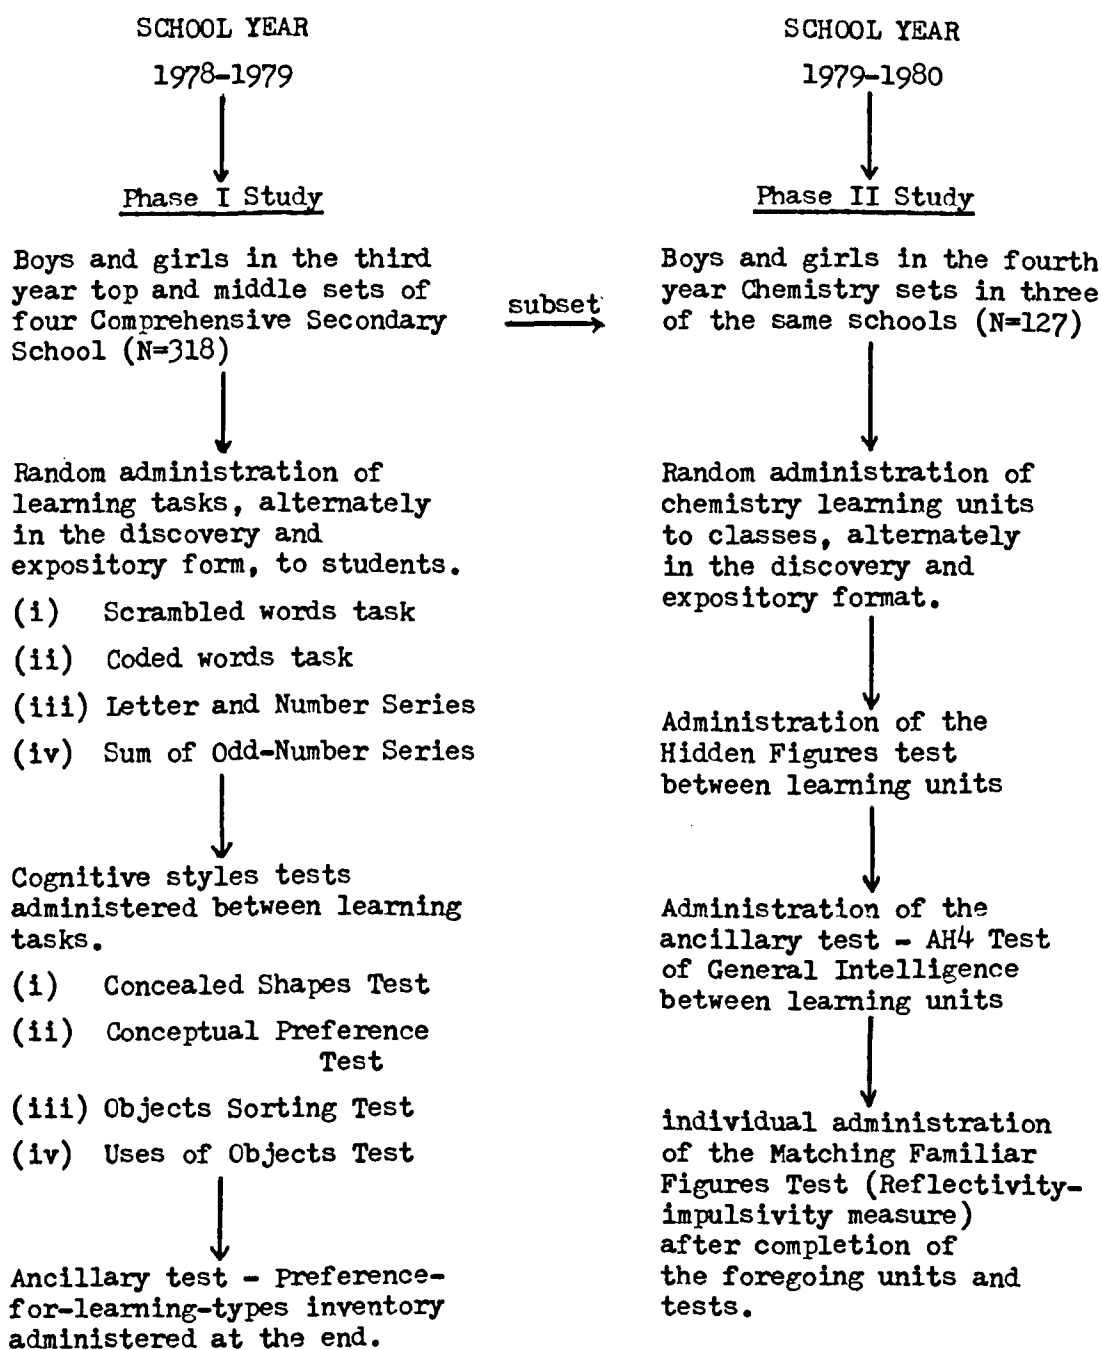 SCHOOL YEAR
1978-1979
Phase I Study
Boys and girls in the third
year top and middle sets of
four Comprehensive Secondary
School (N=318)
Random administration of
learning tasks, alternately
in the discovery and
expository form, to students.
(i) Scrambled words task
(ii) Coded words task
(iii) Letter and Number Series
(iv) Sum of Odd-Number Series
Cognitive styles tests
administered between learning
tasks.
(i) Concealed Shapes Test
(ii) Conceptual Preference
Test
(iii) Objects Sorting Test
(iv) Uses of Objects Test
Ancillary test - Preference-
for-learning-types inventory
administered at the end.
subset
SCHOOL YEAR
1979-1980
Phase II Study
Boys and girls in the fourth
year Chemistry sets in three
of the same schools (N=127)
Random administration of
chemistry learning units
to classes, alternately
in the discovery and
expository format.
Administration of the
Hidden Figures test
between learning units
Administration of the
ancillary test - AH4 Test
of General Intelligence
between learning units
individual administration
of the Matching Familiar
Figures Test (Reflectivity-
impulsivity measure)
after completion of
the foregoing units and
tests.